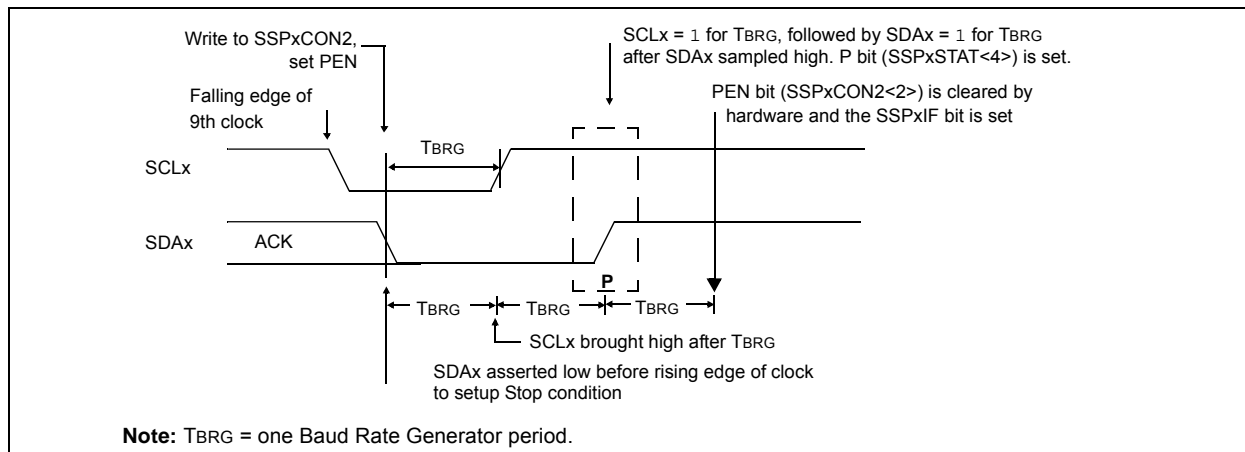 Write to SSPxCON2,
set PEN
SCLx = 1 for TBRG, followed by SDAx = 1 for TBRG
after SDAx sampled high. P bit (SSPxSTAT<4>) is set.
Falling edge of
9th clock
PEN bit (SSPxCON2<2>) is cleared by
hardware and the SSPxIF bit is set
TBRG
SCLx
SDAx
ACK
P
TBRG
TBRG
TBRG
SCLx brought high after TBRG
SDAx asserted low before rising edge of clock
to setup Stop condition
Note: TBRG = one Baud Rate Generator period.